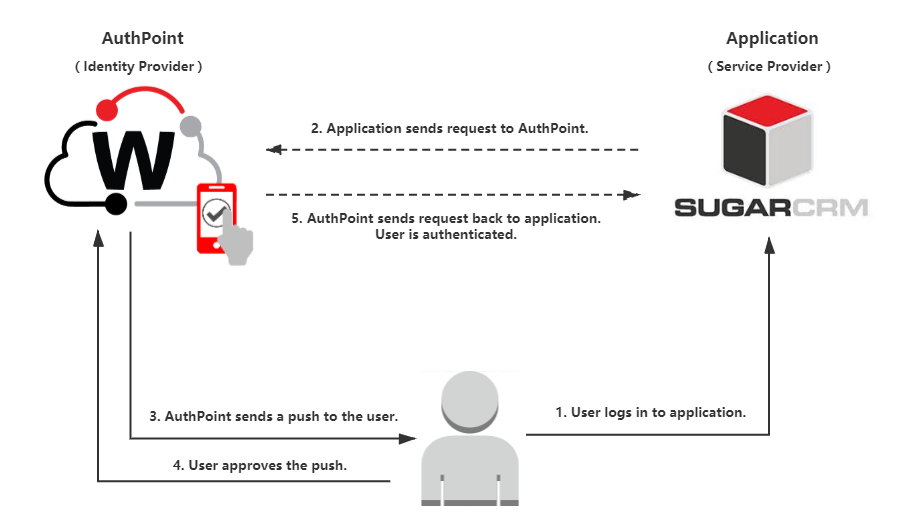 AuthPoint
( Identity Provider )
Application
( Service Provider )
W
2. Application sends request to AuthPoint.
5. AuthPoint sends request back to application.
User is authenticated.
SUGARCRM
3. AuthPoint sends a push to the user.
1. User logs in to application.
4. User approves the push.